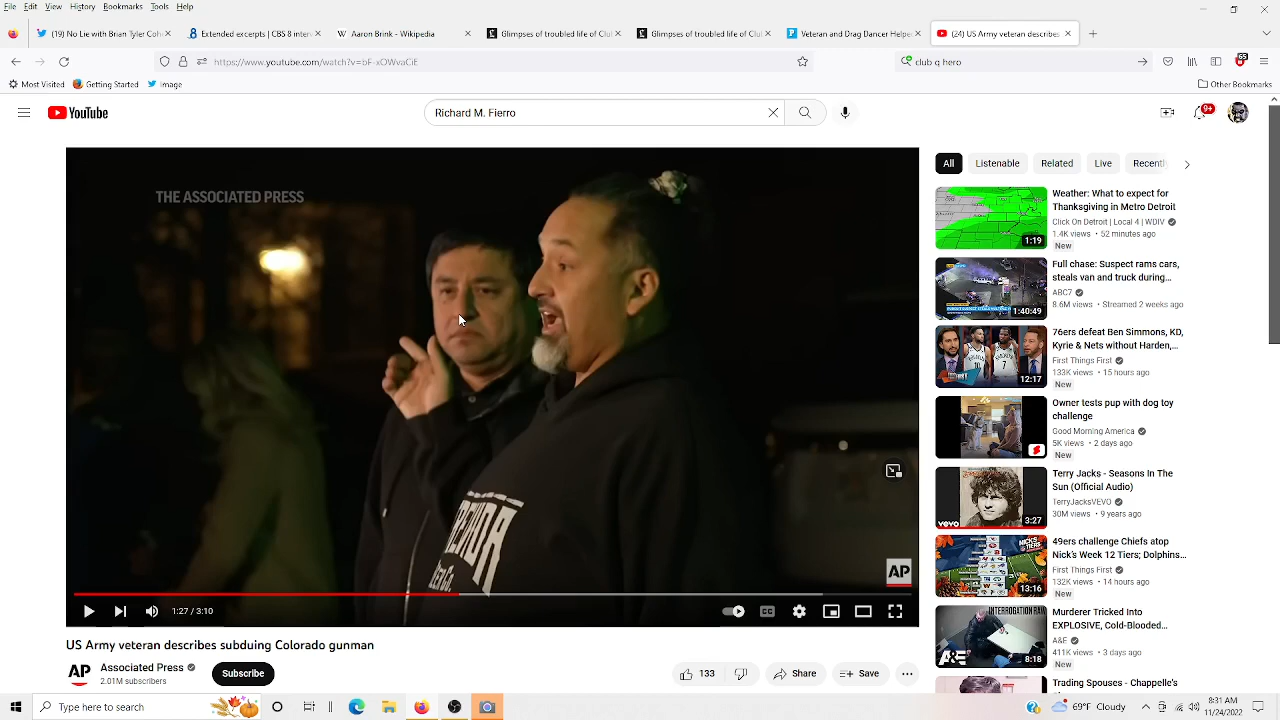 File Edit View History Bookmarks Tools Help
(19) No Lie with Brian Tyler Coh
Extended excerpts | CBS 8 interv
Aaron Brink - Wikipedia
Glimpses of troubled life of Clul
Glimpses of troubled life of Clul
Veteran and Drag Dancer Helpe
(24) US Army veteran describes
https://www.youtube.com/watch?v=bF-xOWvaCiE
club q hero
Most Visited Getting Started image Other Bookmarks
YouTube
Richard M. Fierro
9+
THE ASSOCIATED PRESS
AP
1:27 / 3:10
CC
US Army veteran describes subduing Colorado gunman
AP
Associated Press
2.01M subscribers
Subscribe
133
Share
Save
All Listenable Related Live Recently
Weather: What to expect for
Thanksgiving in Metro Detroit
Click On Detroit | Local 4 | WDIV
1.4K views • 52 minutes ago
New
1:19
Full chase: Suspect rams cars,
steals van and truck during...
ABC7
8.6M views • Streamed 2 weeks ago
1:40:49
76ers defeat Ben Simmons, KD,
Kyrie & Nets without Harden,...
First Things First
133K views • 15 hours ago
New
12:17
Owner tests pup with dog toy
challenge
Good Morning America
5K views • 2 days ago
New
Terry Jacks - Seasons In The
Sun (Official Audio)
TerryJacksVEVO
30M views • 9 years ago
vevo
3:27
49ers challenge Chiefs atop
Nick's Week 12 Tiers; Dolphins...
First Things First
132K views • 14 hours ago
New
NICK'S
TIERS
13:16
Murderer Tricked Into
EXPLOSIVE, Cold-Blooded...
A&E
411K views • 3 days ago
New
INTERROGATION RAW
A&E
8:18
Trading Spouses - Chappelle's
Type here to search
69°F Cloudy
8:31 AM
11/24/2022